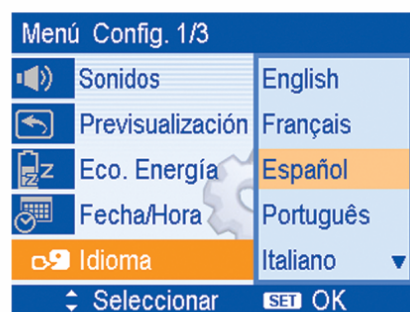 Menú Config. 1/3
Sonidos
Previsualización
Eco. Energía
Fecha/Hora
Idioma
English
Français
Español
Português
Italiano
Seleccionar SET OK